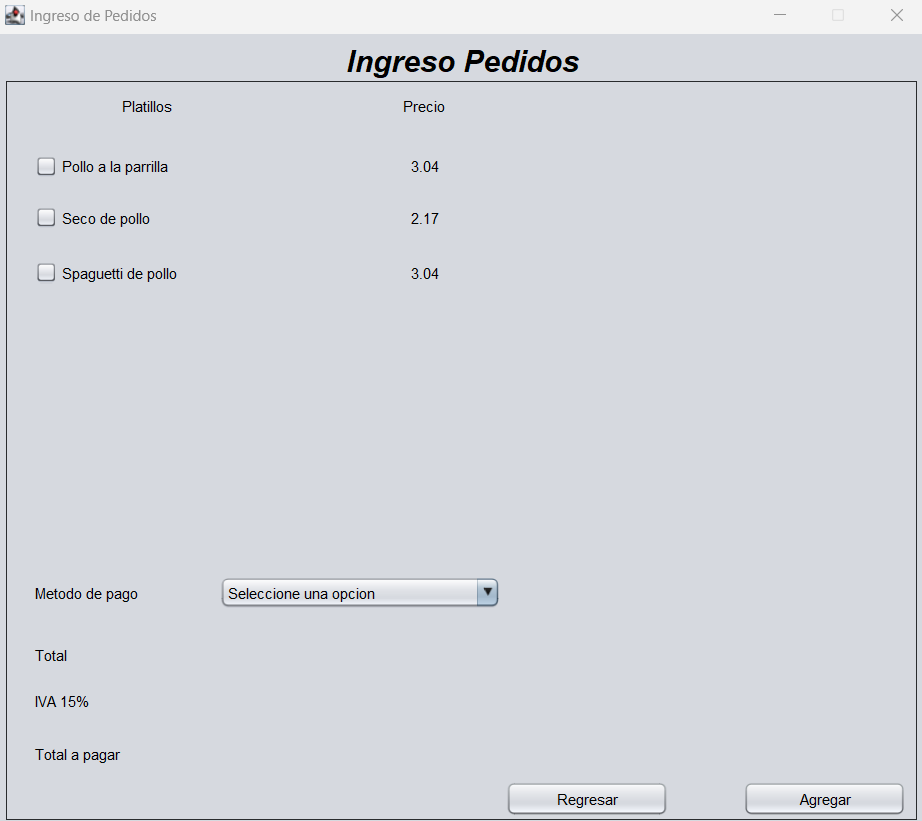 Ingreso de Pedidos
Ingreso Pedidos
Platillos Precio
Pollo a la parrilla 3.04
Seco de pollo 2.17
Spaguetti de pollo 3.04
Metodo de pago Seleccione una opcion
Total
IVA 15%
Total a pagar
Regresar Agregar